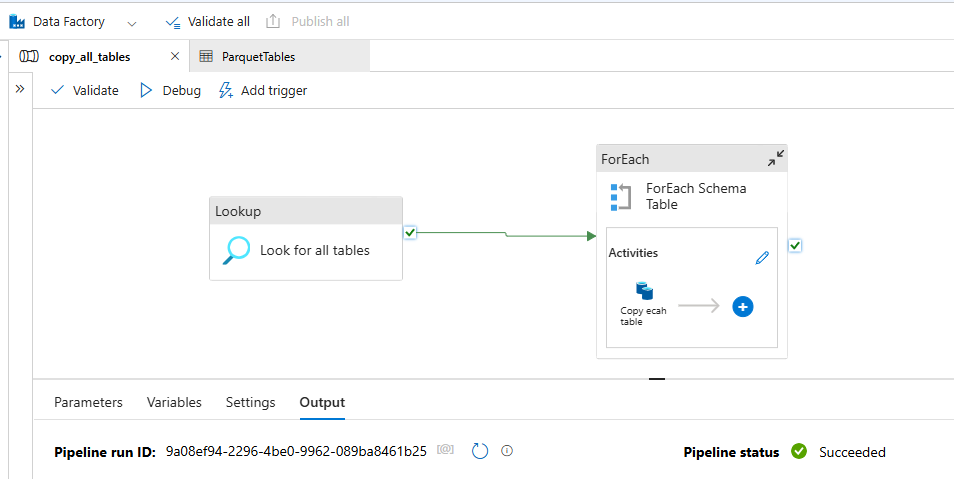 Data Factory
Validate all
Publish all
copy_all_tables
ParquetTables
Validate
Debug
Add trigger
Lookup
Look for all tables
ForEach
ForEach Schema
Table
Activities
Copy ecah
table
Parameters
Variables
Settings
Output
Pipeline run ID: 9a08ef94-2296-4be0-9962-089ba8461b25
Pipeline status
Succeeded